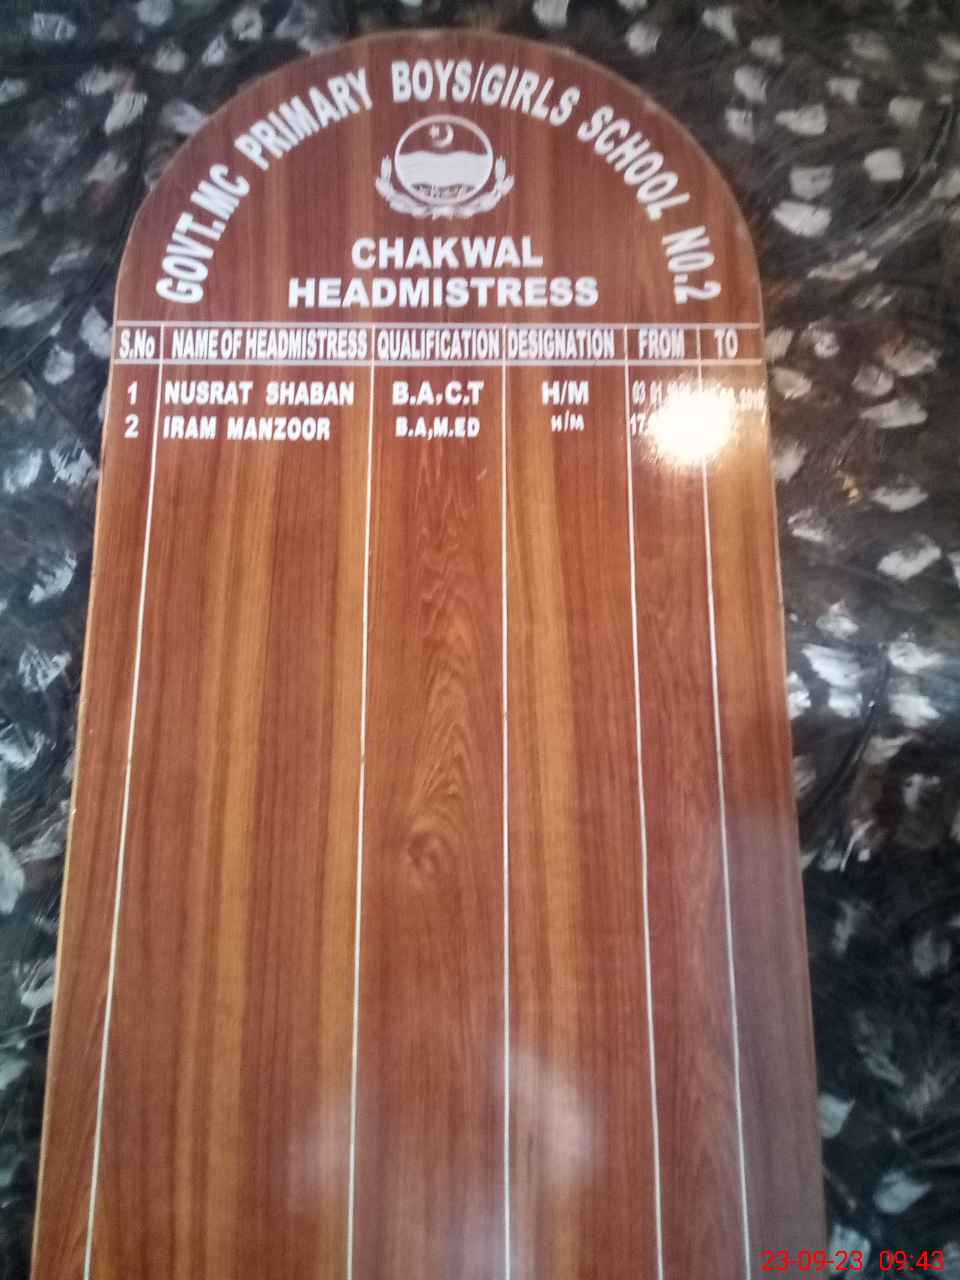 GOVT.MC PRIMARY BOYS/GIRLS SCHOOL NO.2
CHAKWAL
HEADMISTRESS
S.No NAME OF HEADMISTRESS QUALIFICATION DESIGNATION FROM TO
1 NUSRAT SHABAN B.A,C.T H/M
2 IRAM MANZOOR B.A,M.ED H/M
23-09-23 09:43